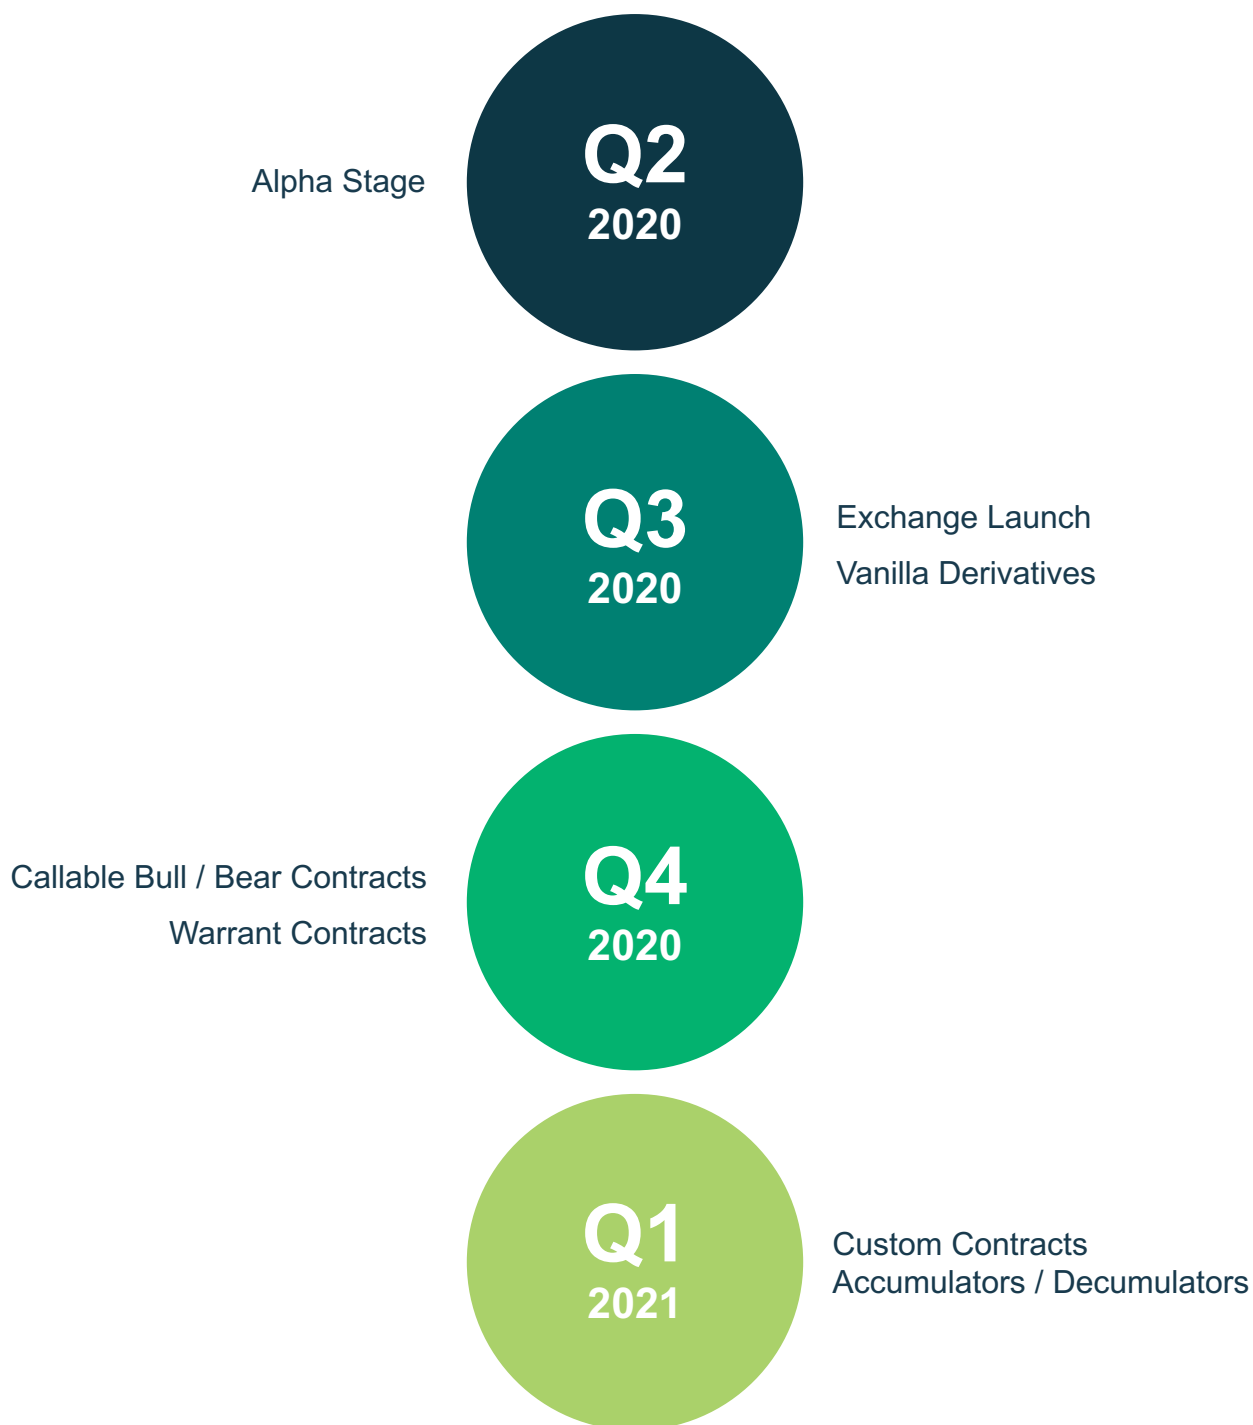 Alpha Stage
Q2
2020
Q3
2020
Exchange Launch
Vanilla Derivatives
Callable Bull / Bear Contracts
Warrant Contracts
Q4
2020
Q1
2021
Custom Contracts
Accumulators / Decumulators